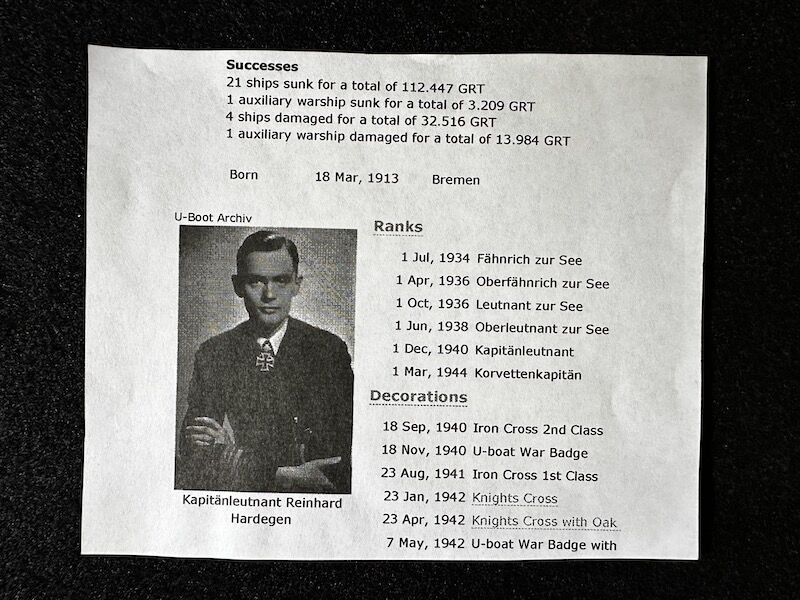 Successes
21 ships sunk for a total of 112.447 GRT
1 auxiliary warship sunk for a total of 3.209 GRT
4 ships damaged for a total of 32.516 GRT
1 auxiliary warship damaged for a total of 13.984 GRT
Born 18 Mar, 1913 Bremen
U-Boot Archiv
Kapitänleutnant Reinhard
Hardegen
Ranks
1 Jul, 1934 Fähnrich zur See
1 Apr, 1936 Oberfähnrich zur See
1 Oct, 1936 Leutnant zur See
1 Jun, 1938 Oberleutnant zur See
1 Dec, 1940 Kapitänleutnant
1 Mar, 1944 Korvettenkapitän
Decorations
18 Sep, 1940 Iron Cross 2nd Class
18 Nov, 1940 U-boat War Badge
23 Aug, 1941 Iron Cross 1st Class
23 Jan, 1942 Knights Cross
23 Apr, 1942 Knights Cross with Oak
7 May, 1942 U-boat War Badge with